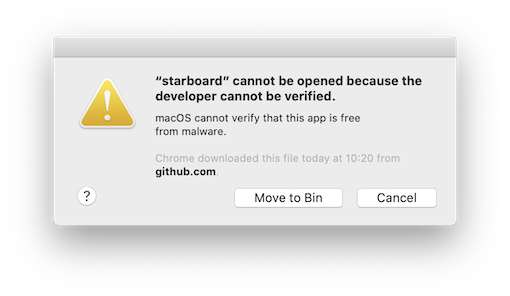 “starboard” cannot be opened because the
developer cannot be verified.
macOS cannot verify that this app is free
from malware.
Chrome downloaded this file today at 10:20 from
github.com.
?
Move to Bin
Cancel